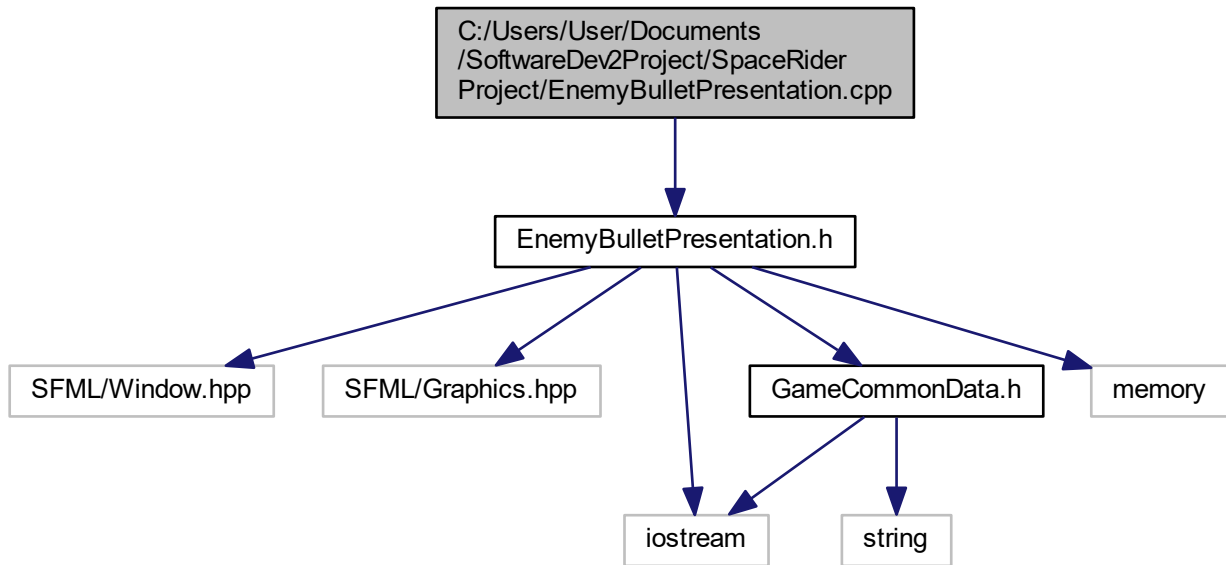 C:/Users/User/Documents
/SoftwareDev2Project/SpaceRider
Project/EnemyBulletPresentation.cpp
EnemyBulletPresentation.h
SFML/Window.hpp
SFML/Graphics.hpp
GameCommonData.h
memory
iostream
string